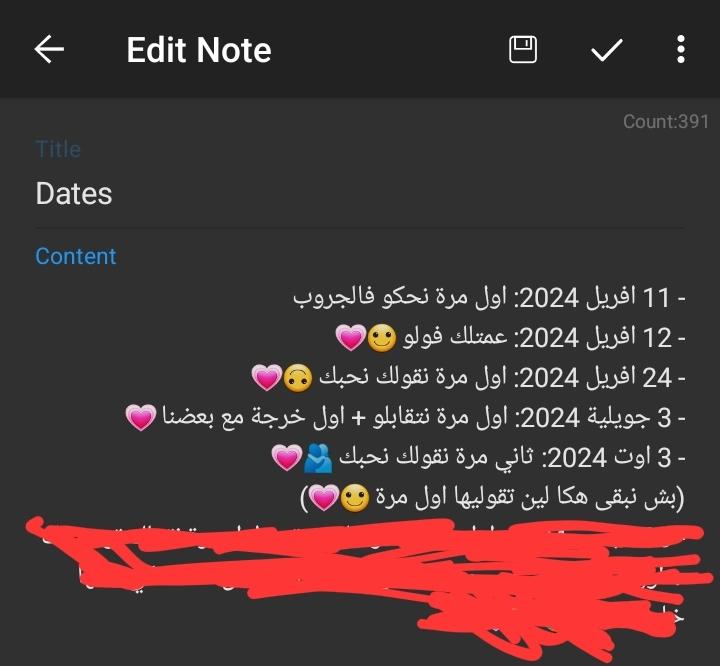 Edit Note
Count:391
Title
Dates
Content
- 11 افريل 2024: اول مرة نحكو فالجروب
- 12 افريل 2024: عمتلك فولو 🙂💗
- 24 افريل 2024: اول مرة نقولك نحبك 🙃💗
- 3 جويلية 2024: اول مرة نتقابلو + اول خرجة مع بعضنا 💗
- 3 اوت 2024: ثاني مرة نقولك نحبك 🫂💗
(بش نبقى هكا لين تقوليها اول مرة 🙂💗)